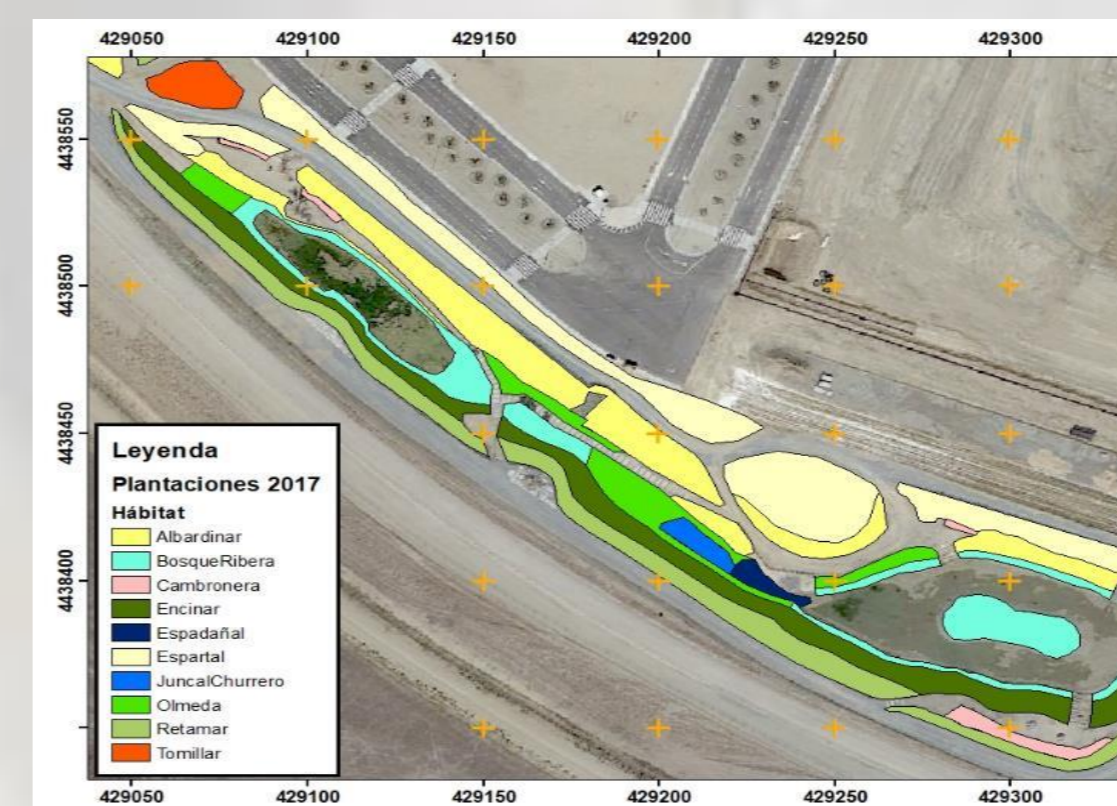 429050 429100 429150 429200 429250 429300
4438550
4438500
4438450
4438400
Leyenda
Plantaciones 2017
Hábitat
Albardinar
BosqueRibera
Cambronera
Encinar
Espadañal
Espartal
JuncalChurrero
Olmeda
Retamar
Tomillar
429050 429100 429150 429200 429250 429300